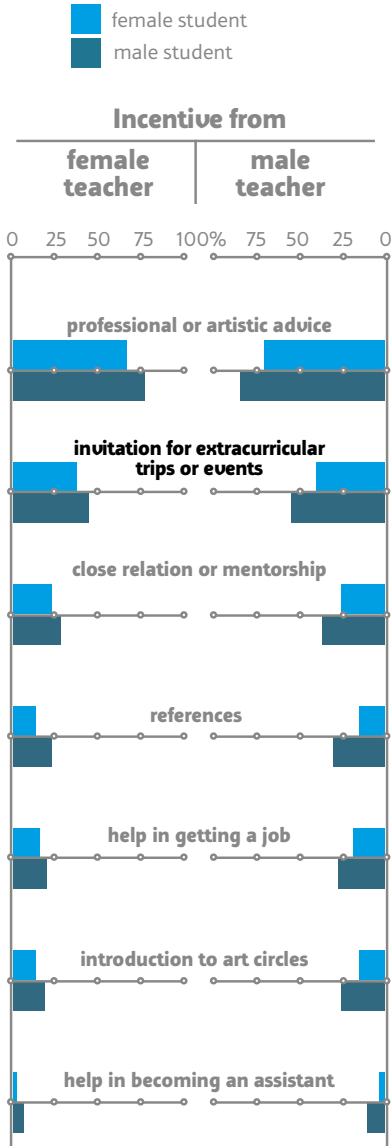 female student
male student
Incentive from
female male
teacher teacher
0 25 50 75 100% 75 50 25 0
professional or artistic advice
invitation for extracurricular
trips or events
close relation or mentorship
references
help in getting a job
introduction to art circles
help in becoming an assistant